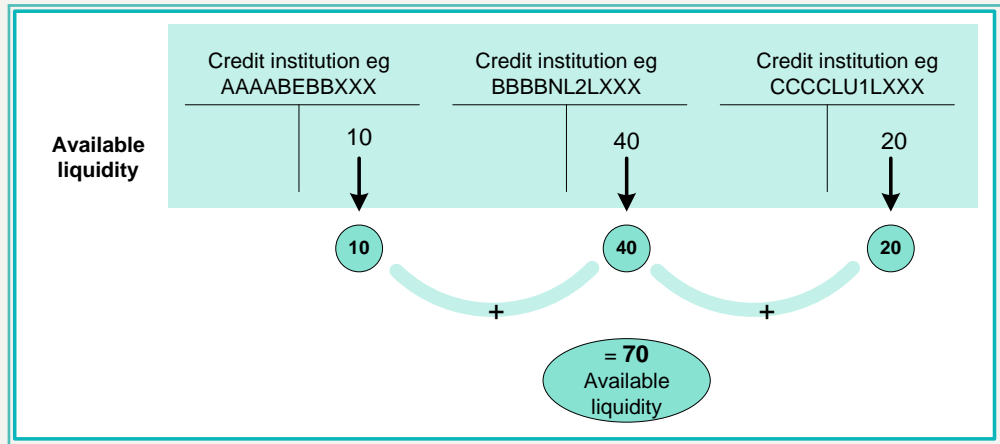 Credit institution eg
AAAABEBBXXX
Credit institution eg
BBBBNL2LXXX
Credit institution eg
CCCCLU1LXXX
Available
liquidity
10
40
20
10
40
20
+
+
= 70
Available
liquidity